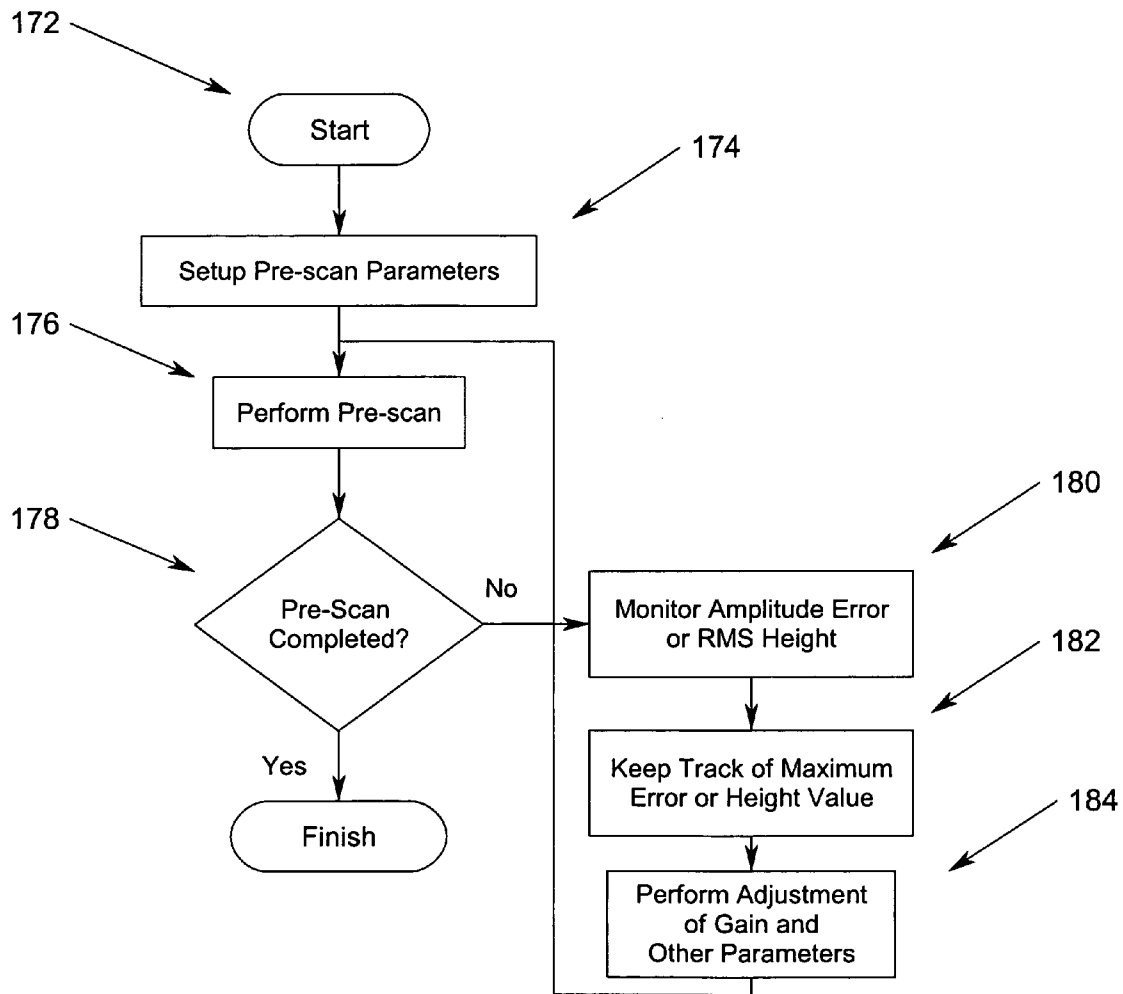 172
Start
174
Setup Pre-scan Parameters
176
Perform Pre-scan
178
Pre-Scan
Completed?
No
Yes
Finish
180
Monitor Amplitude Error
or RMS Height
182
Keep Track of Maximum
Error or Height Value
184
Perform Adjustment
of Gain and
Other Parameters